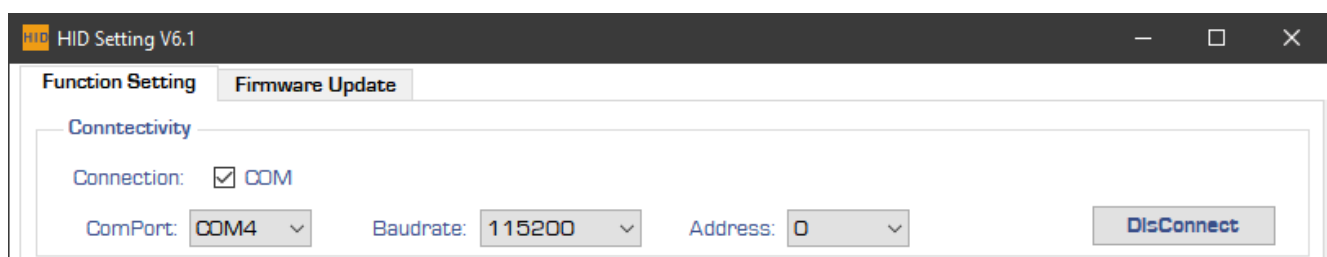 HID HID Setting V6.1
Function Setting Firmware Update
Conntectivity
Connection: COM
ComPort: COM4 Baudrate: 115200 Address: 0 DisConnect